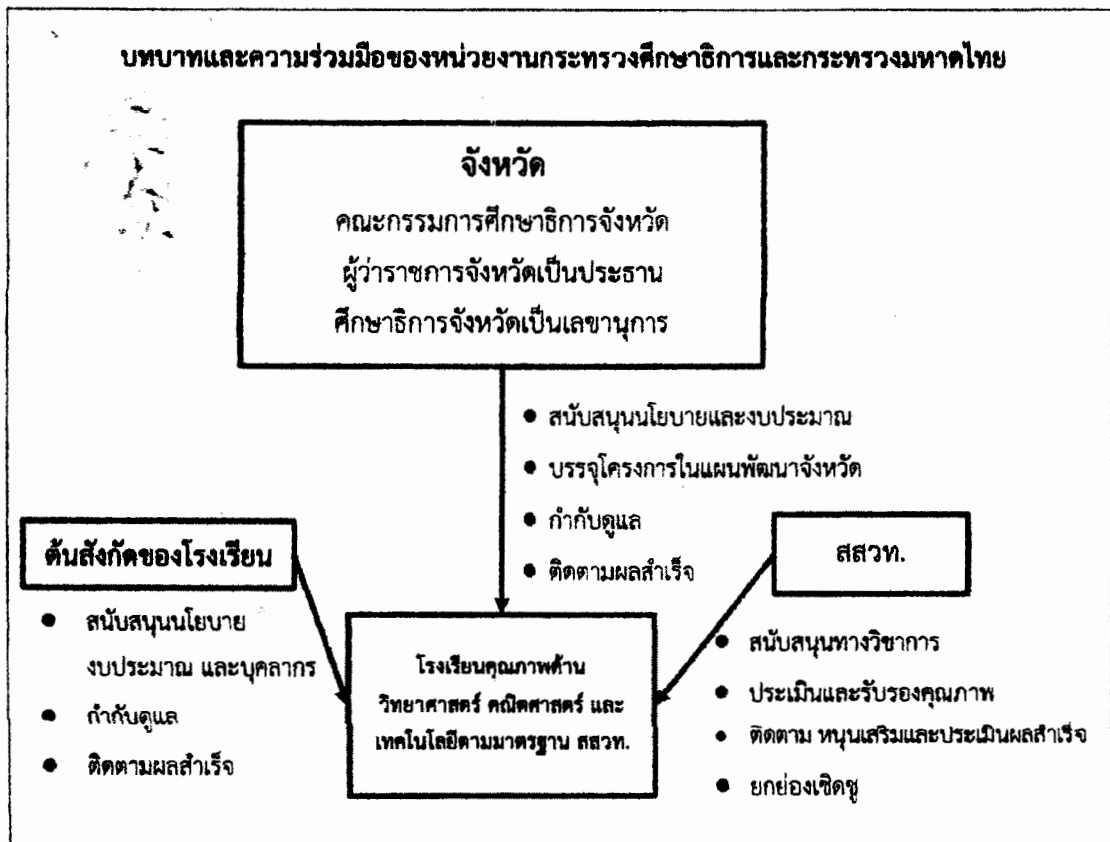 บทบาทและความร่วมมือของหน่วยงานกระทรวงศึกษาธิการและกระทรวงมหาดไทย
จังหวัด
คณะกรรมการศึกษาธิการจังหวัด
ผู้ว่าราชการจังหวัดเป็นประธาน
ศึกษาธิการจังหวัดเป็นเลขานุการ
● สนับสนุนนโยบายและงบประมาณ
● บรรจุโครงการในแผนพัฒนาจังหวัด
● กำกับดูแล
● ติดตามผลสำเร็จ
ต้นสังกัดของโรงเรียน
● สนับสนุนนโยบาย
งบประมาณ และบุคลากร
● กำกับดูแล
● ติดตามผลสำเร็จ
โรงเรียนคุณภาพด้าน
วิทยาศาสตร์ คณิตศาสตร์ และ
เทคโนโลยีตามมาตรฐาน สสวท.
สสวท.
● สนับสนุนทางวิชาการ
● ประเมินและรับรองคุณภาพ
● ติดตาม หนุนเสริมและประเมินผลสำเร็จ
● ยกย่องเชิดชู